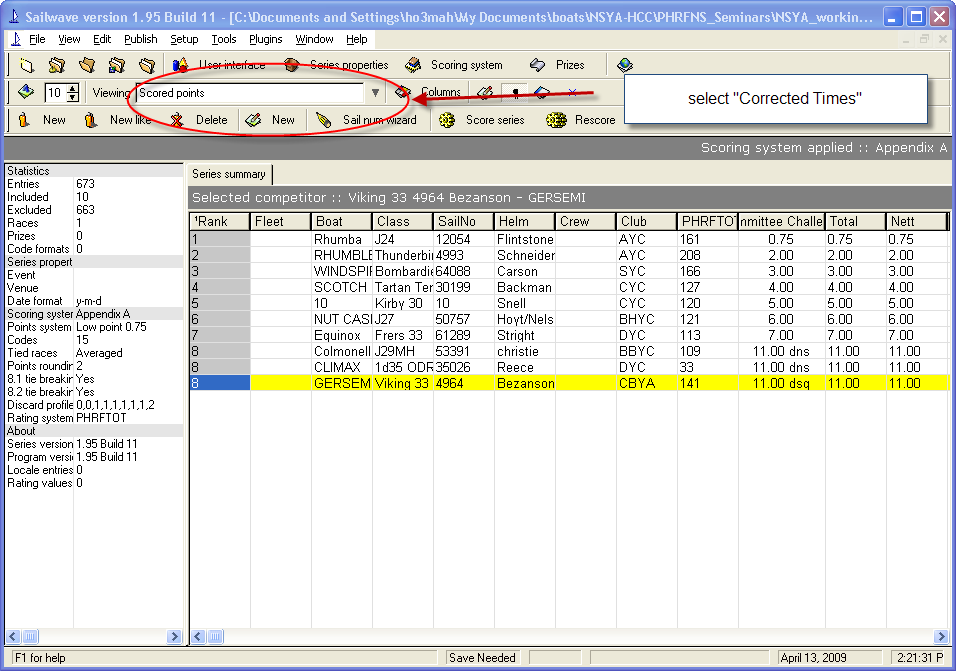 Sailwave version 1.95 Build 11 - [C:\Documents and Settings\ho3mah\My Documents\boats\NSYA-HCC\PHRFNS_Seminars\NSYA_workin...
File View Edit Publish Setup Tools Plugins Window Help
User interface Series properties Scoring system Prizes
10 Viewing Scored points Columns
select "Corrected Times"
New New like Delete New Sail num wizard Score series Rescore
Scoring system applied :: Appendix A
Series summary
Selected competitor :: Viking 33 4964 Bezanson - GERSEMI
Statistics
Entries 673
Included 10
Excluded 663
Races 1
Prizes 0
Code formats 0
Series propert
Event
Venue
Date format y-m-d
Scoring syster Appendix A
Points system Low point 0.75
Codes 15
Tied races Averaged
Points roundin 2
8.1 tie breakin Yes
8.2 tie breakin Yes
Discard profile 0,0,1,1,1,1,1,1,2
Rating system PHRFTOT
About
Series version 1.95 Build 11
Program versi 1.95 Build 11
Locale entries 0
Rating values 0
'Rank Fleet Boat Class SailNo Helm Crew Club PHRFTOT nmittee Challe Total Nett
1 Rhumba J24 12054 Flintstone AYC 161 0.75 0.75 0.75
2 RHUMBLE Thunderbir 4993 Schneider AYC 208 2.00 2.00 2.00
3 WINDSPIF Bombardie 64088 Carson SYC 166 3.00 3.00 3.00
4 SCOTCH Tartan Ter 30199 Backman CYC 127 4.00 4.00 4.00
5 10 Kirby 30 10 Snell CYC 120 5.00 5.00 5.00
6 NUT CASI J27 50757 Hoyt/Nels BHYC 121 6.00 6.00 6.00
7 Equinox Frers 33 61289 Stright DYC 113 7.00 7.00 7.00
8 Colmonell J29MH 53391 christie BBYC 109 11.00 dns 11.00 11.00
8 CLIMAX 1d35 ODR 35026 Reece DYC 33 11.00 dns 11.00 11.00
8 GERSEM Viking 33 4964 Bezanson CBYA 141 11.00 dsq 11.00 11.00
F1 for help Save Needed April 13, 2009 2:21:31 P